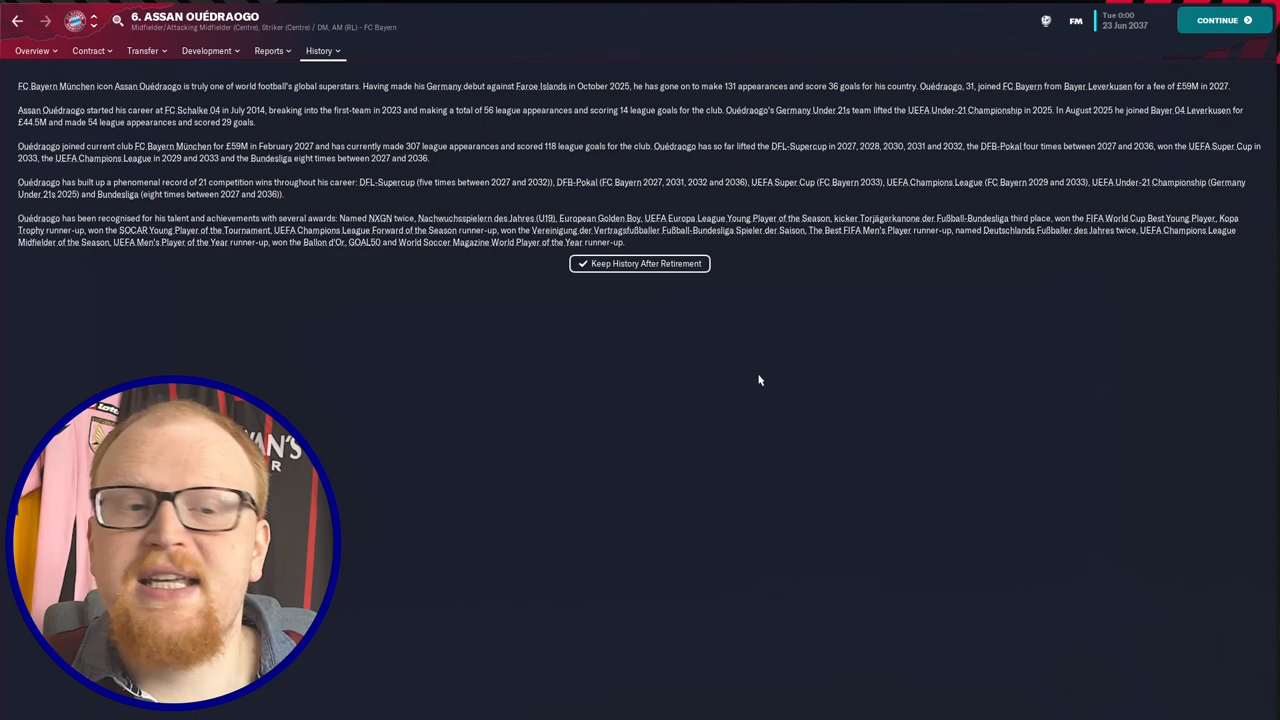 6. ASSAN OUÉDRAOGO
Midfielder/Attacking Midfielder (Centre), Striker (Centre) / DM, AM (RL) - FC Bayern
FM
Tue 0:00
23 Jun 2037
CONTINUE
Overview
Contract
Transfer
Development
Reports
History
FC Bayern München icon Assan Ouédraogo is truly one of world football's global superstars. Having made his Germany debut against Faroe Islands in October 2025, he has gone on to make 131 appearances and score 36 goals for his country. Ouédraogo, 31, joined FC Bayern from Bayer Leverkusen for a fee of £59M in 2027.
Assan Ouédraogo started his career at FC Schalke 04 in July 2014, breaking into the first-team in 2023 and making a total of 56 league appearances and scoring 14 league goals for the club. Ouédraogo's Germany Under 21s team lifted the UEFA Under-21 Championship in 2025. In August 2025 he joined Bayer 04 Leverkusen for
£44.5M and made 54 league appearances and scored 29 goals.
Ouédraogo joined current club FC Bayern München for £59M in February 2027 and has currently made 307 league appearances and scored 118 league goals for the club. Ouédraogo has so far lifted the DFL-Supercup in 2027, 2028, 2030, 2031 and 2032, the DFB-Pokal four times between 2027 and 2036, won the UEFA Super Cup in
2033, the UEFA Champions League in 2029 and 2033 and the Bundesliga eight times between 2027 and 2036.
Ouédraogo has built up a phenomenal record of 21 competition wins throughout his career: DFL-Supercup (five times between 2027 and 2032)), DFB-Pokal (FC Bayern 2027, 2031, 2032 and 2036), UEFA Super Cup (FC Bayern 2033), UEFA Champions League (FC Bayern 2029 and 2033), UEFA Under-21 Championship (Germany
Under 21s 2025) and Bundesliga (eight times between 2027 and 2036)).
Ouédraogo has been recognised for his talent and achievements with several awards: Named NXGN twice, Nachwuchsspielern des Jahres (U19), European Golden Boy, UEFA Europa League Young Player of the Season, kicker Torjägerkanone der Fußball-Bundesliga third place, won the FIFA World Cup Best Young Player, Kopa
Trophy runner-up, won the SOCAR Young Player of the Tournament, UEFA Champions League Forward of the Season runner-up, won the Vereinigung der Vertragsfußballer Fußball-Bundesliga Spieler der Saison, The Best FIFA Men's Player runner-up, named Deutschlands Fußballer des Jahres twice, UEFA Champions League
Midfielder of the Season, UEFA Men's Player of the Year runner-up, won the Ballon d'Or, GOAL50 and World Soccer Magazine World Player of the Year runner-up.
Keep History After Retirement
Lotto